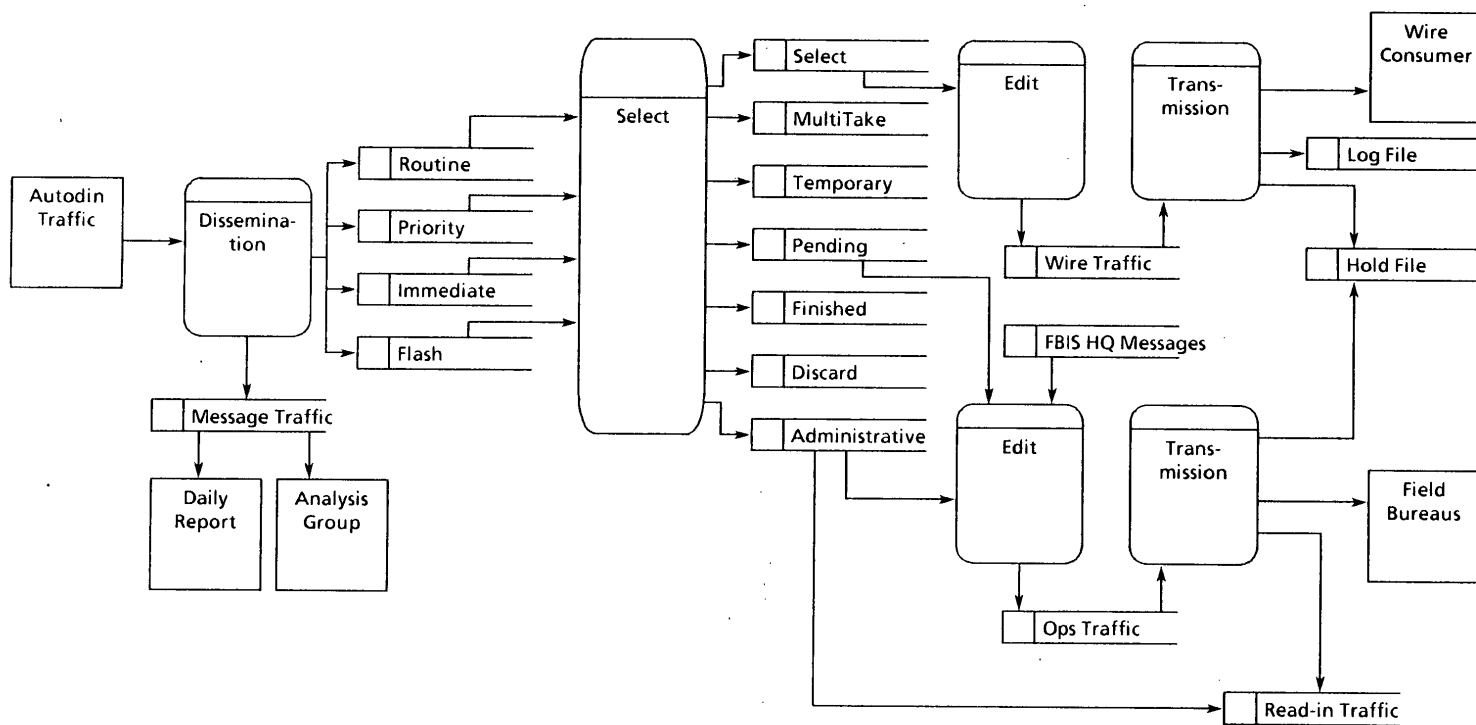 Autodin
Traffic
Dissemina-
tion
Message Traffic
Daily
Report
Analysis
Group
Routine
Priority
Immediate
Flash
Select
Select
MultiTake
Temporary
Pending
Finished
Discard
Administrative
Edit
Wire Traffic
Trans-
mission
Wire
Consumer
Log File
Hold File
FBIS HQ Messages
Edit
Ops Traffic
Trans-
mission
Field
Bureaus
Read-in Traffic